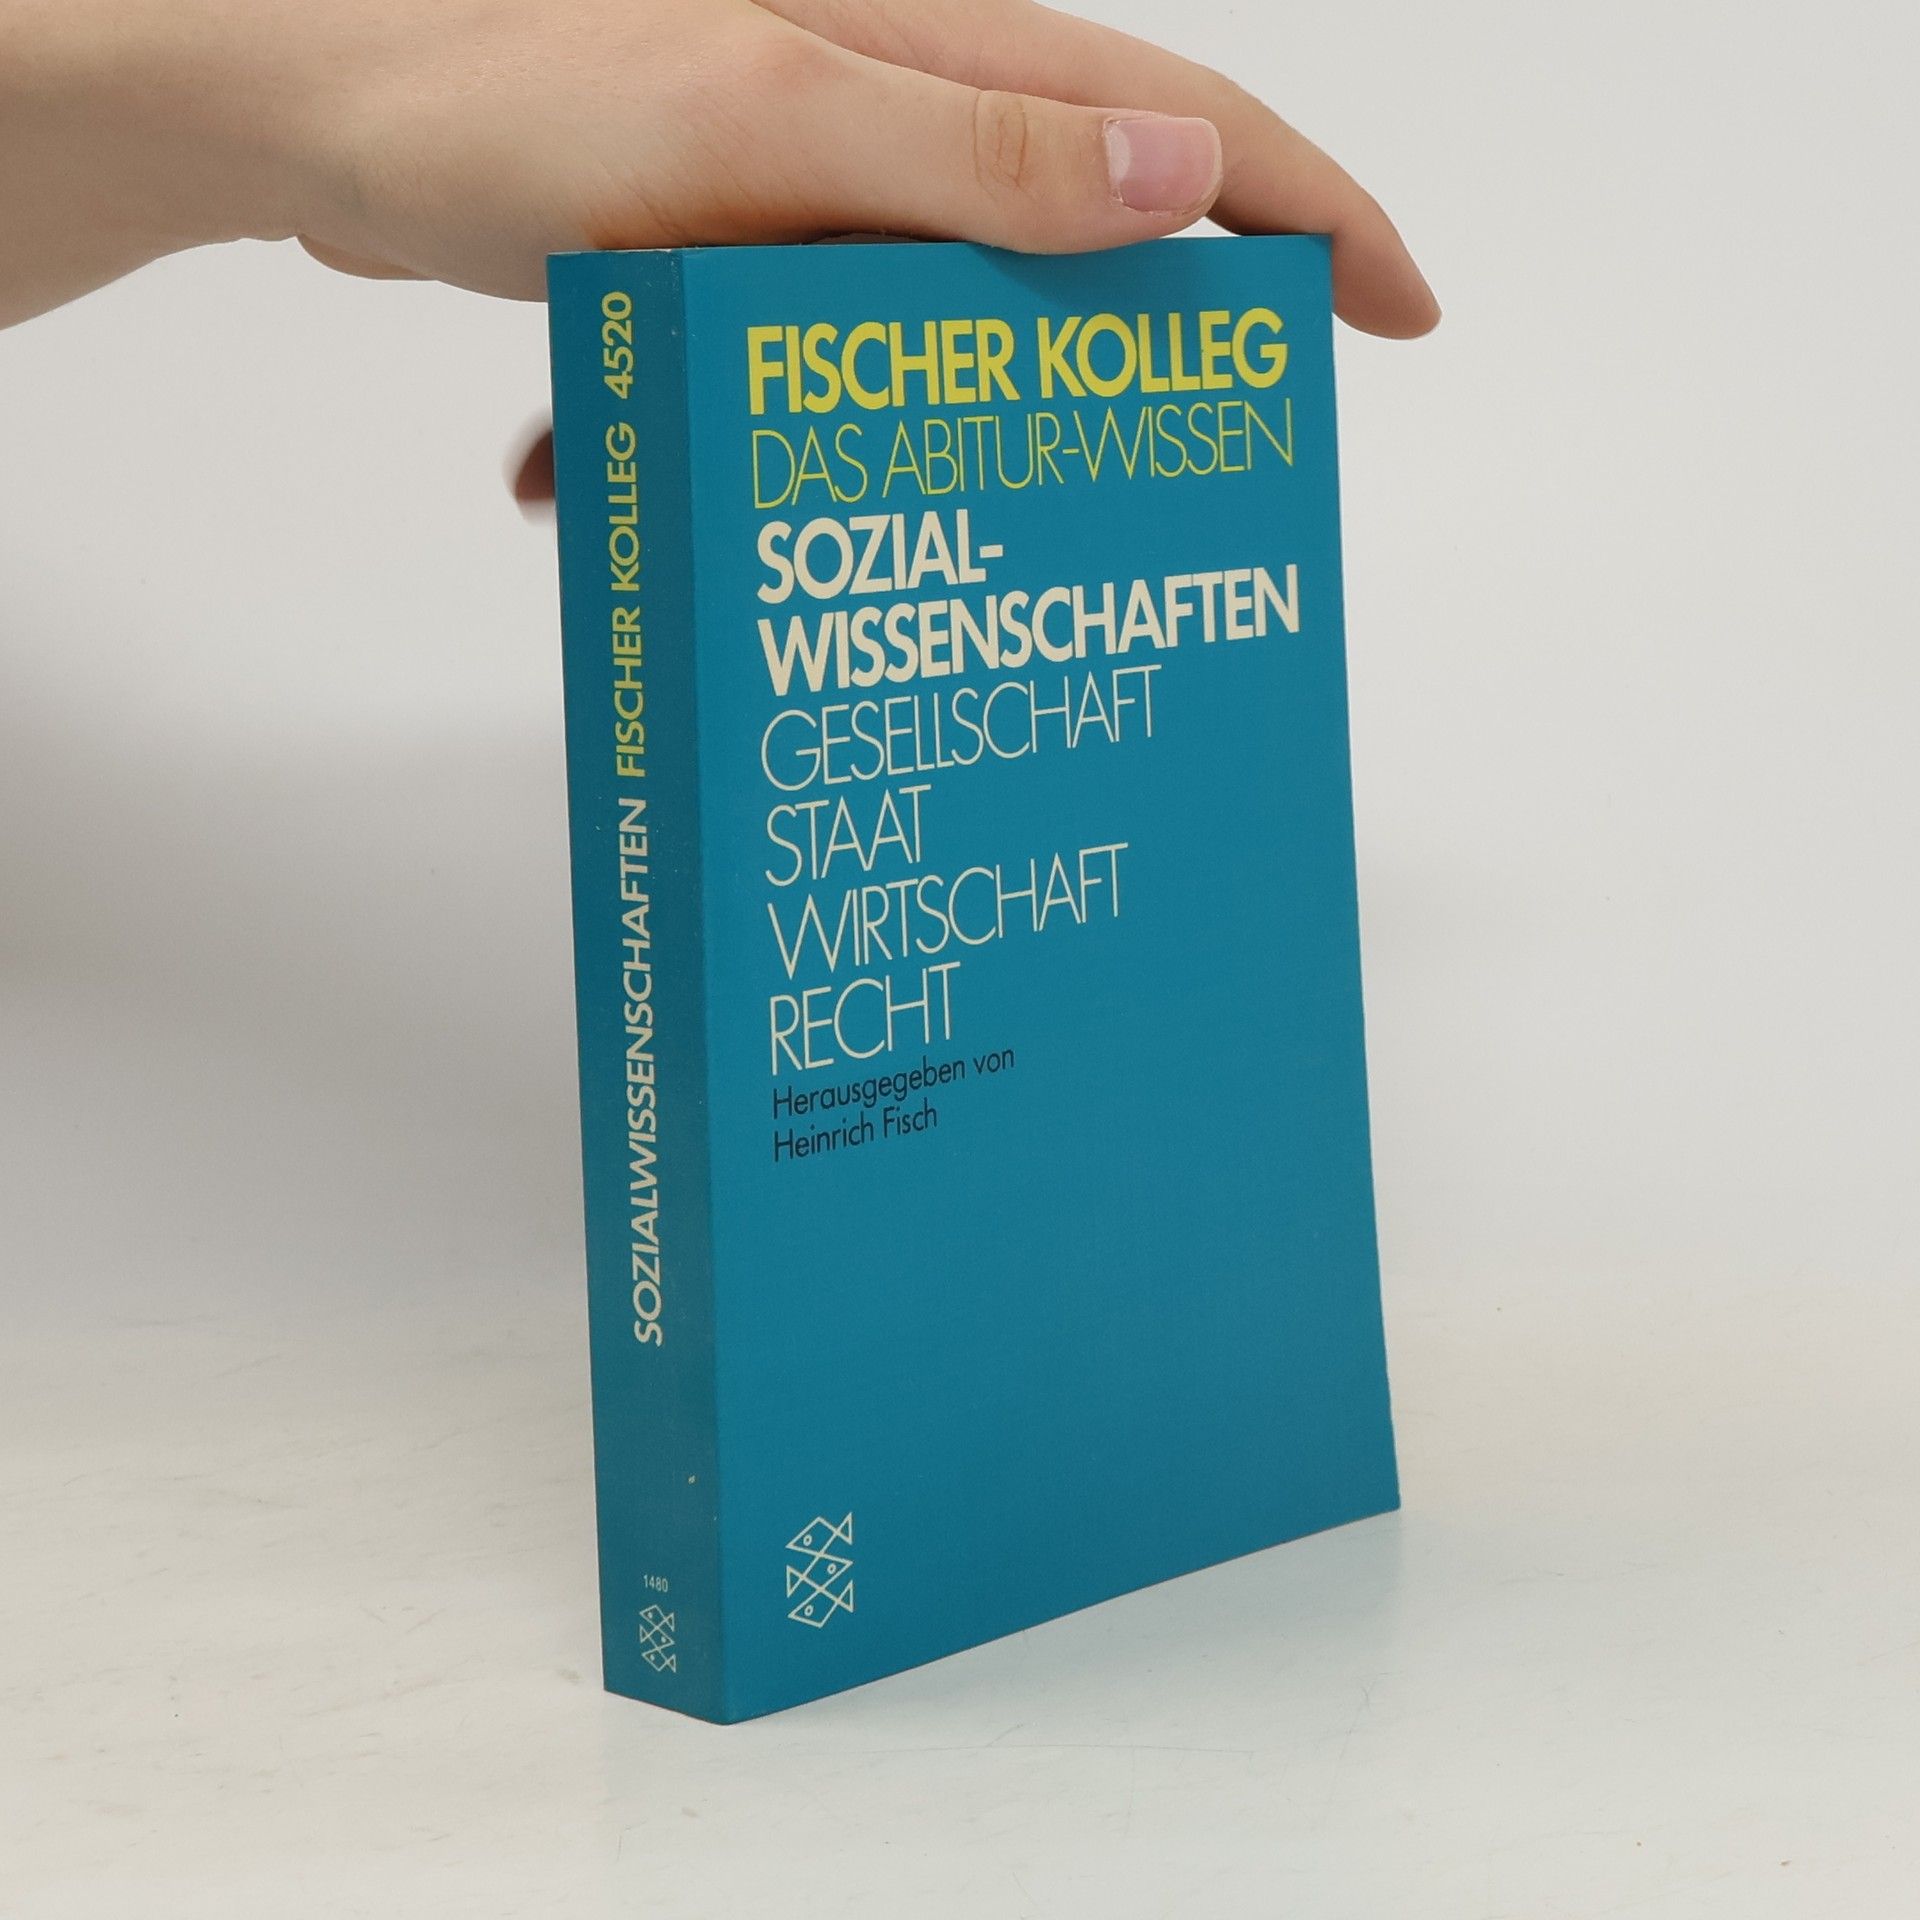 FISCHER KOLLEG
DAS ABITUR-WISSEN
SOZIAL-
WISSENSCHAFTEN
GESELLSCHAFT
STAAT
WIRTSCHAFT
RECHT
Herausgegeben von
Heinrich Fisch
SOZIALWISSENSCHAFTEN FISCHER KOLLEG 4520
1480